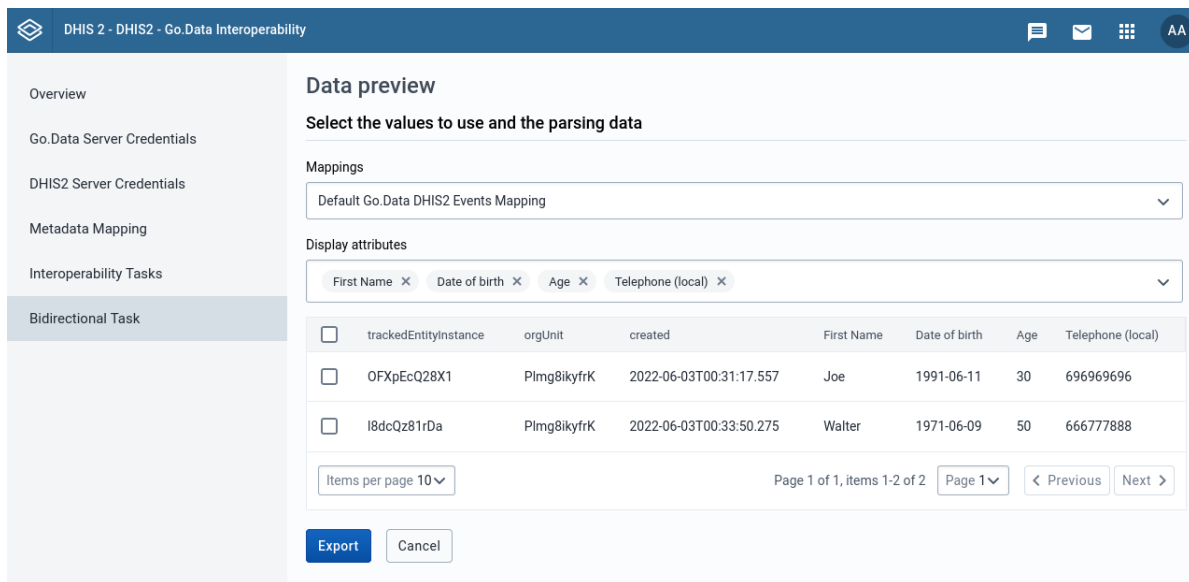 DHIS 2 - DHIS2 - Go.Data Interoperability
AA
Overview
Go.Data Server Credentials
DHIS2 Server Credentials
Metadata Mapping
Interoperability Tasks
Bidirectional Task
Data preview
Select the values to use and the parsing data
Mappings
Default Go.Data DHIS2 Events Mapping
Display attributes
First Name Date of birth Age Telephone (local)
trackedEntityInstance orgUnit created First Name Date of birth Age Telephone (local)
OFXpEcQ28X1 Plmg8ikyfrK 2022-06-03T00:31:17.557 Joe 1991-06-11 30 696969696
I8dcQz81rDa Plmg8ikyfrK 2022-06-03T00:33:50.275 Walter 1971-06-09 50 666777888
Items per page 10 Page 1 of 1, items 1-2 of 2 Page 1 Previous Next
Export Cancel